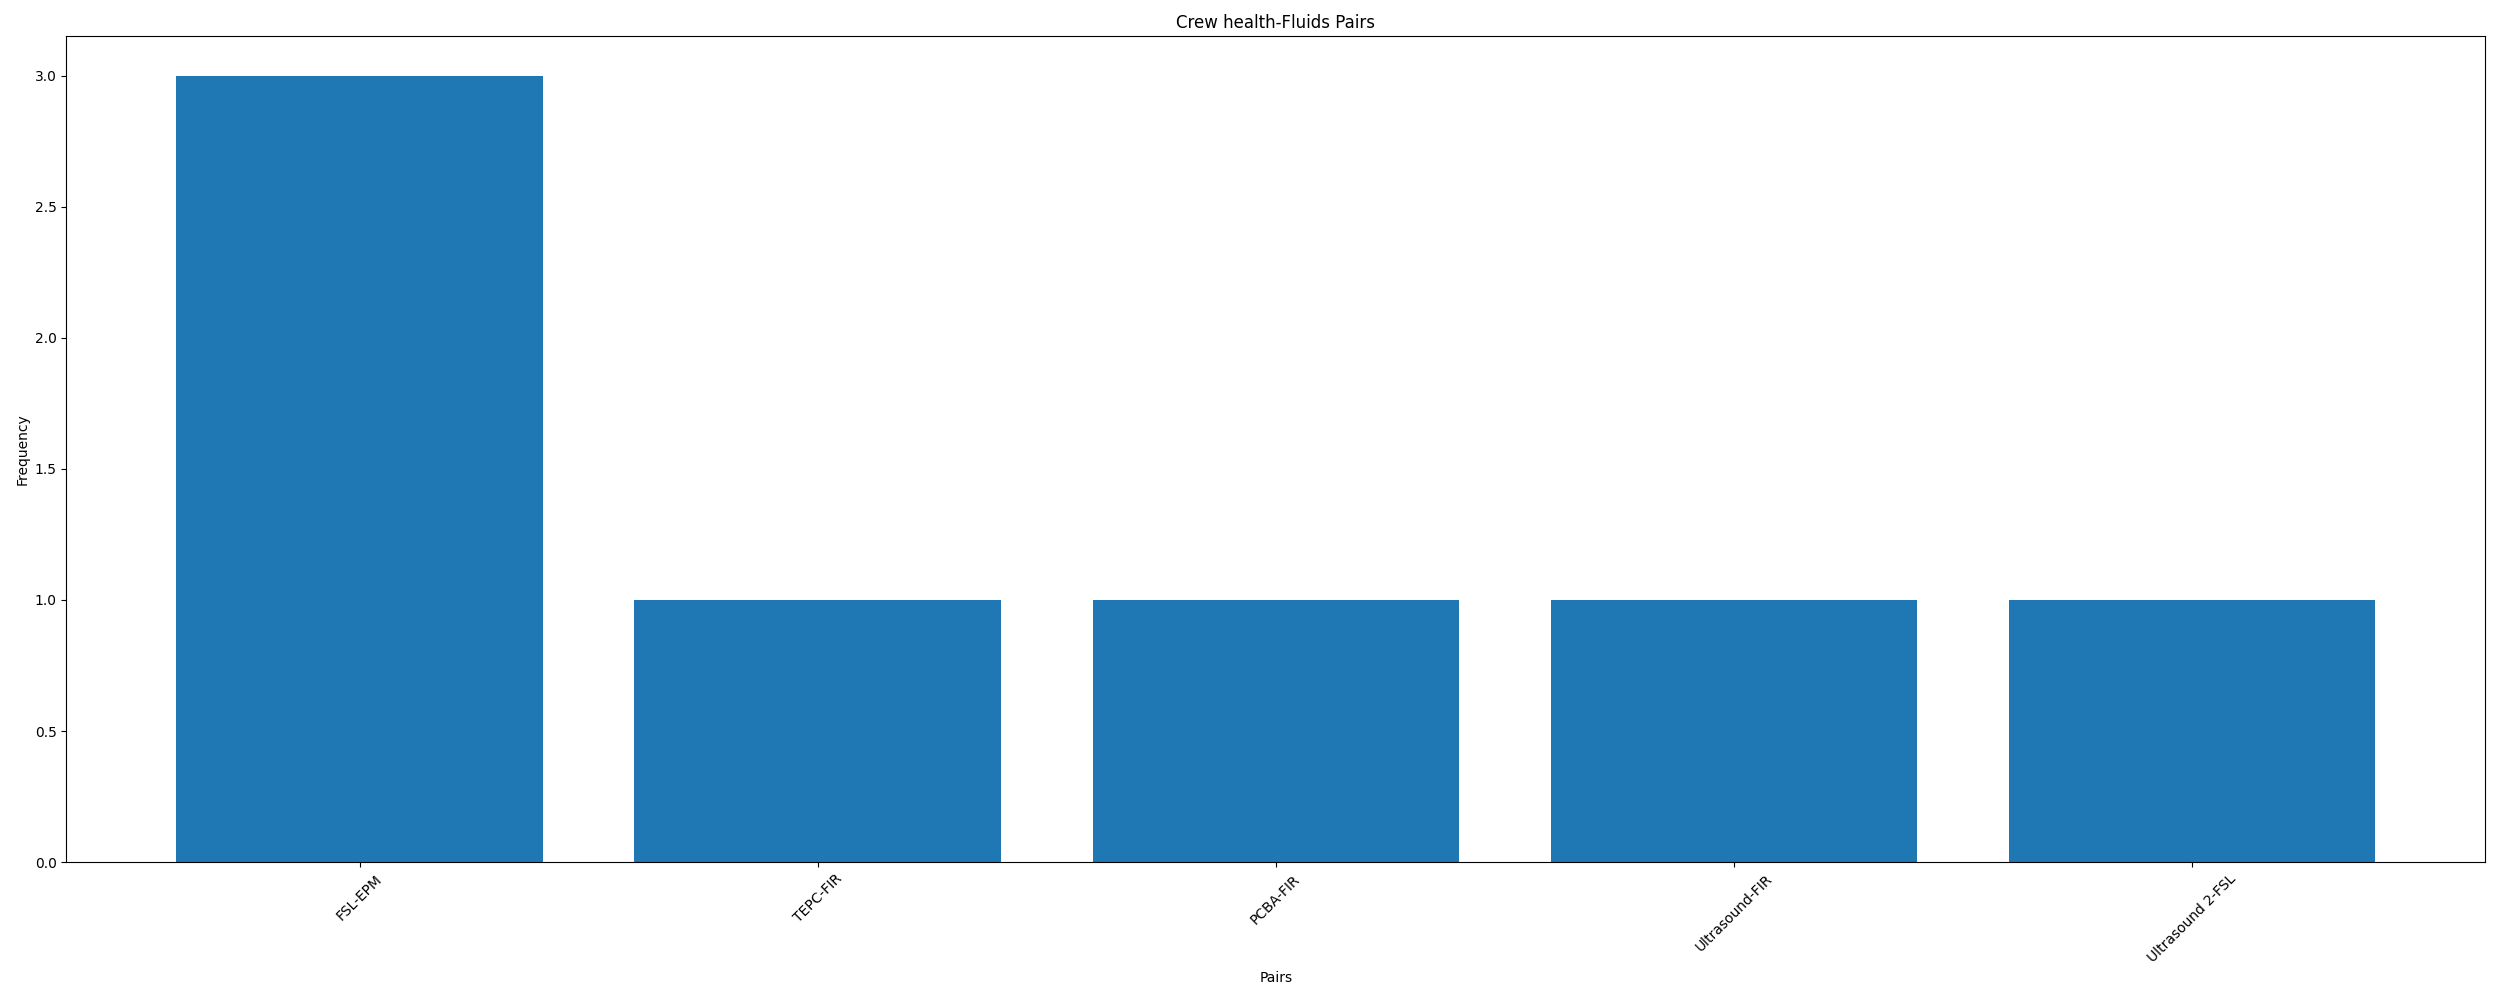 Crew health-Fluids Pairs
Frequency
3.0
2.5
2.0
1.5
1.0
0.5
0.0
FSL-EPM
TEPC-FIR
PCBA-FIR
Ultrasound-FIR
Ultrasound 2-FSL
Pairs